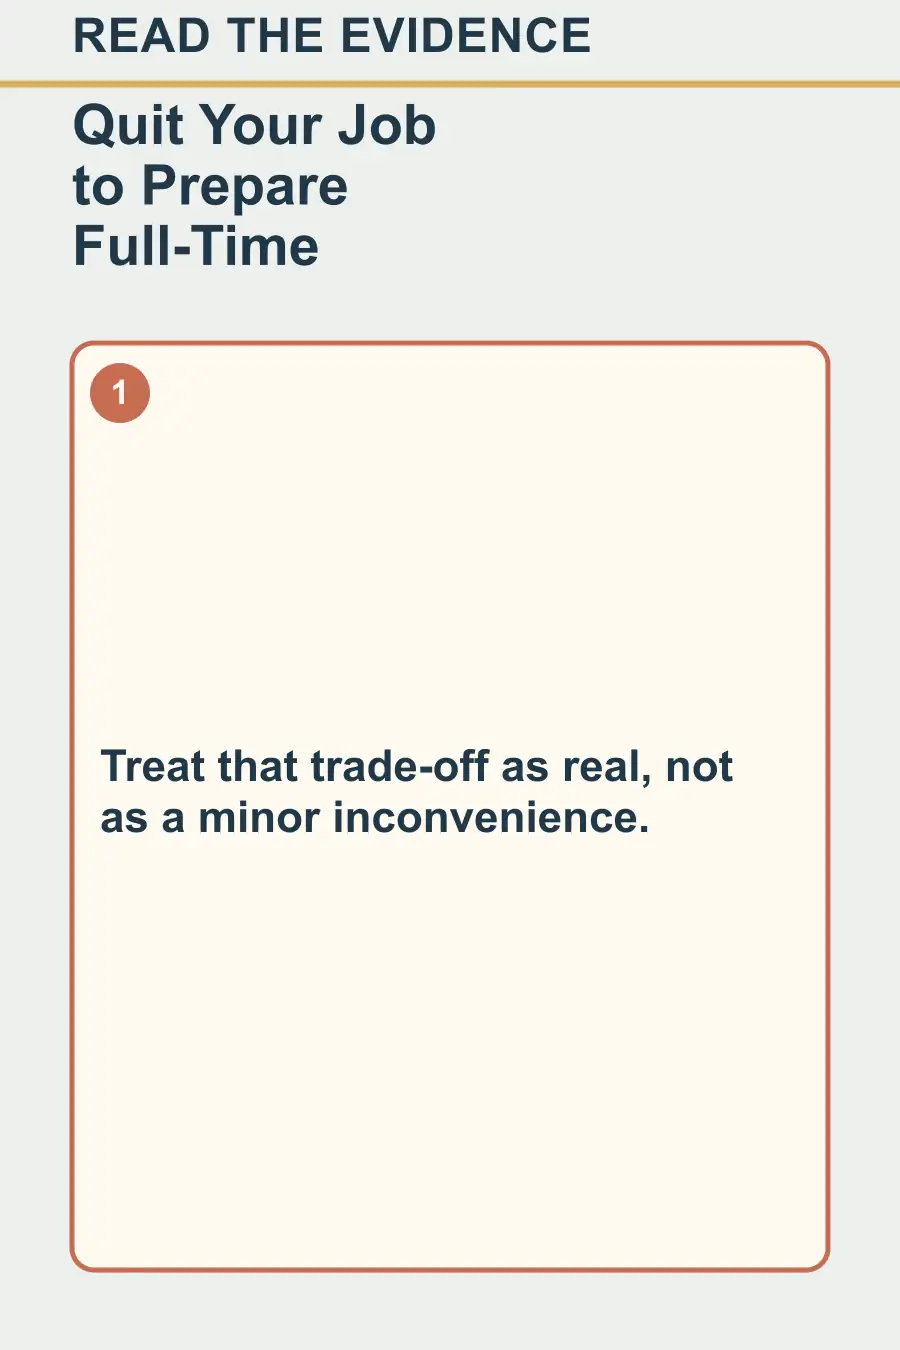 READ THE EVIDENCE
Quit Your Job
to Prepare
Full-Time
1
Treat that trade-off as real, not
as a minor inconvenience.